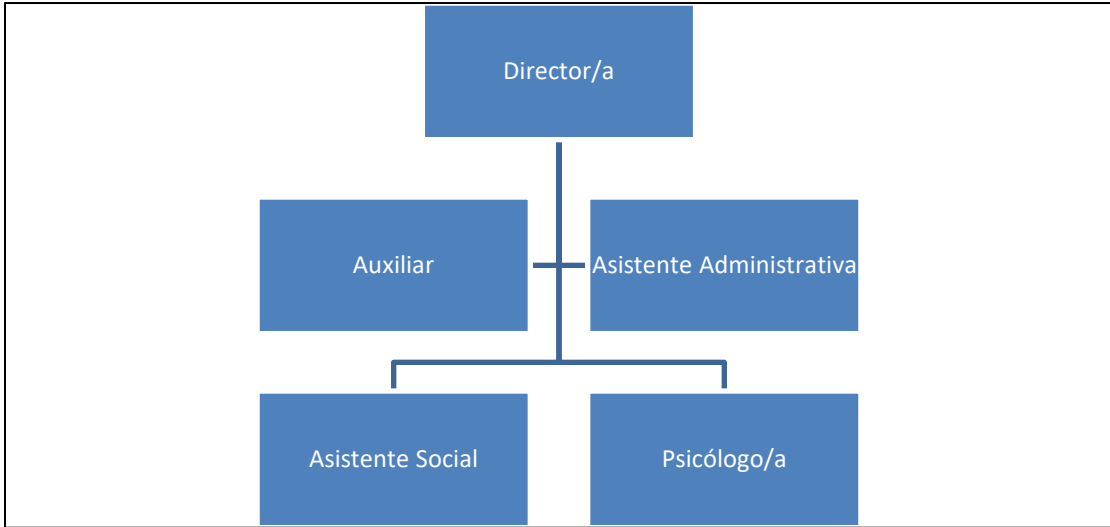 Director/a
Auxiliar
Asistente Administrativa
Asistente Social
Psicólogo/a